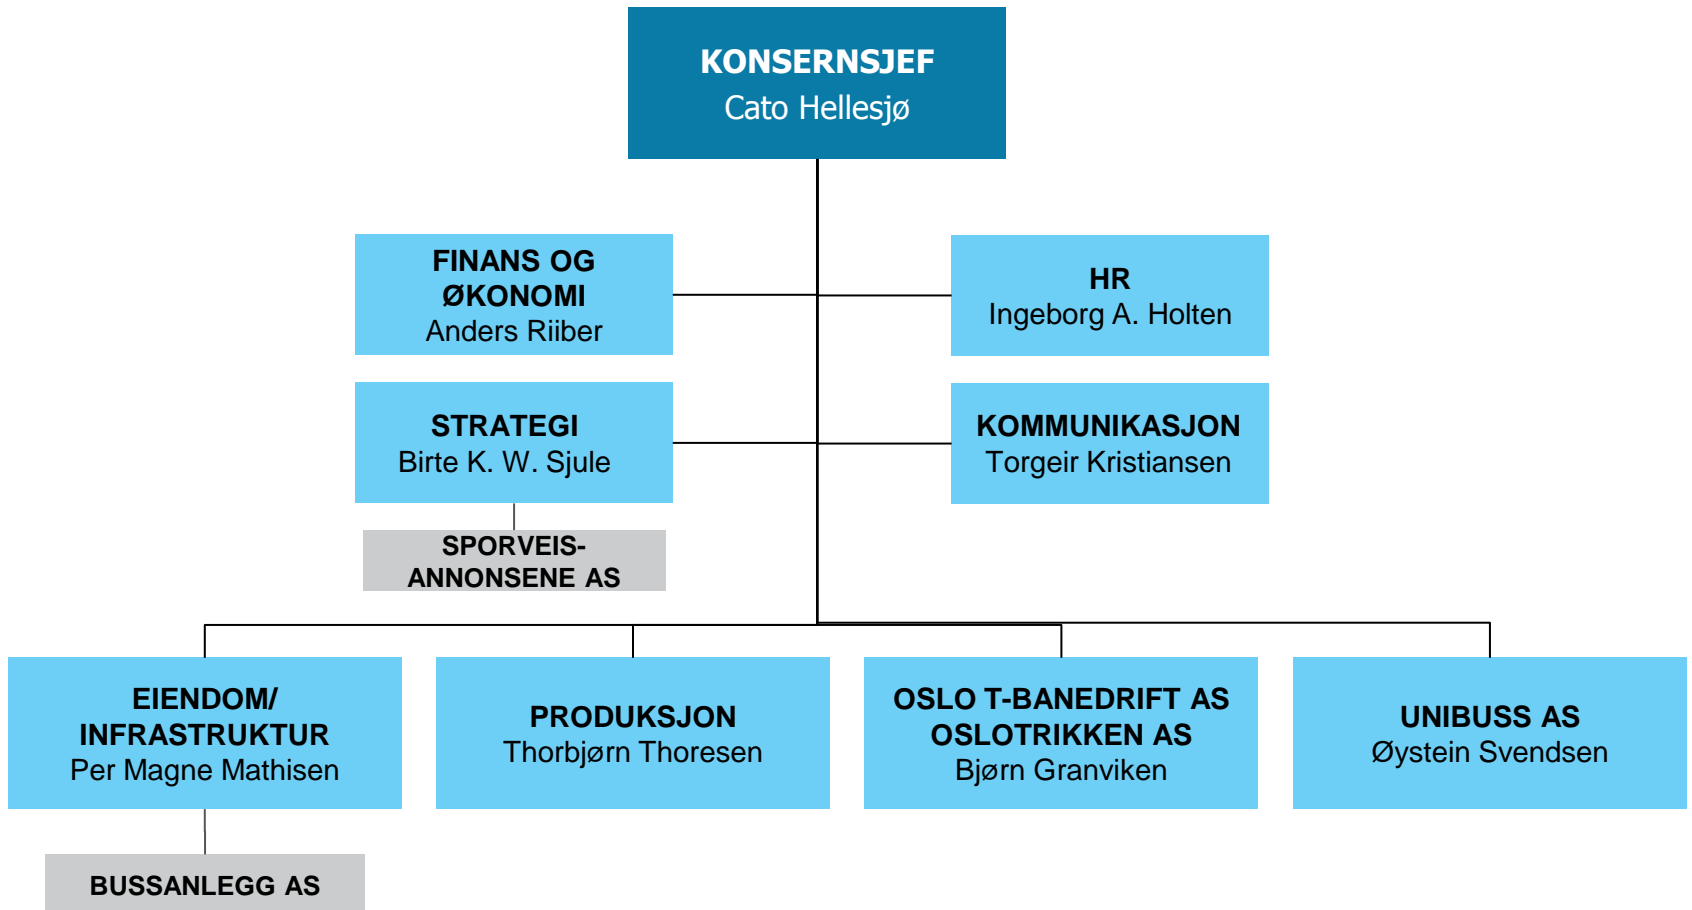 KONSERNSJEF
Cato Hellesjø
FINANS OG
ØKONOMI
Anders Riiber
HR
Ingeborg A. Holten
STRATEGI
Birte K. W. Sjule
KOMMUNIKASJON
Torgeir Kristiansen
SPORVEIS-
ANNONSENE AS
EIENDOM/
INFRASTRUKTUR
Per Magne Mathisen
PRODUKSJON
Thorbjørn Thoresen
OSLO T-BANEDRIFT AS
OSLOTRIKKEN AS
Bjørn Granviken
UNIBUSS AS
Øystein Svendsen
BUSSANLEGG AS